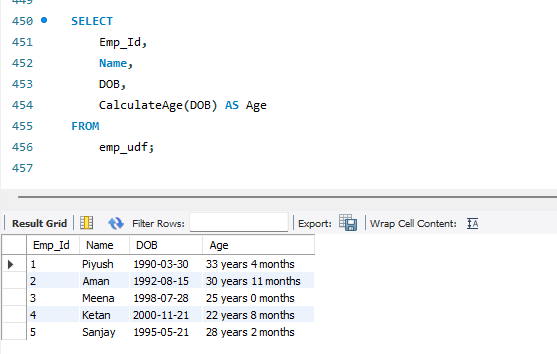 449
450 SELECT
451 Emp_Id,
452 Name,
453 DOB,
454 CalculateAge(DOB) AS Age
455 FROM
456 emp_udf;
457
Result Grid Filter Rows: Export: Wrap Cell Content:
Emp_Id Name DOB Age
1 Piyush 1990-03-30 33 years 4 months
2 Aman 1992-08-15 30 years 11 months
3 Meena 1998-07-28 25 years 0 months
4 Ketan 2000-11-21 22 years 8 months
5 Sanjay 1995-05-21 28 years 2 months